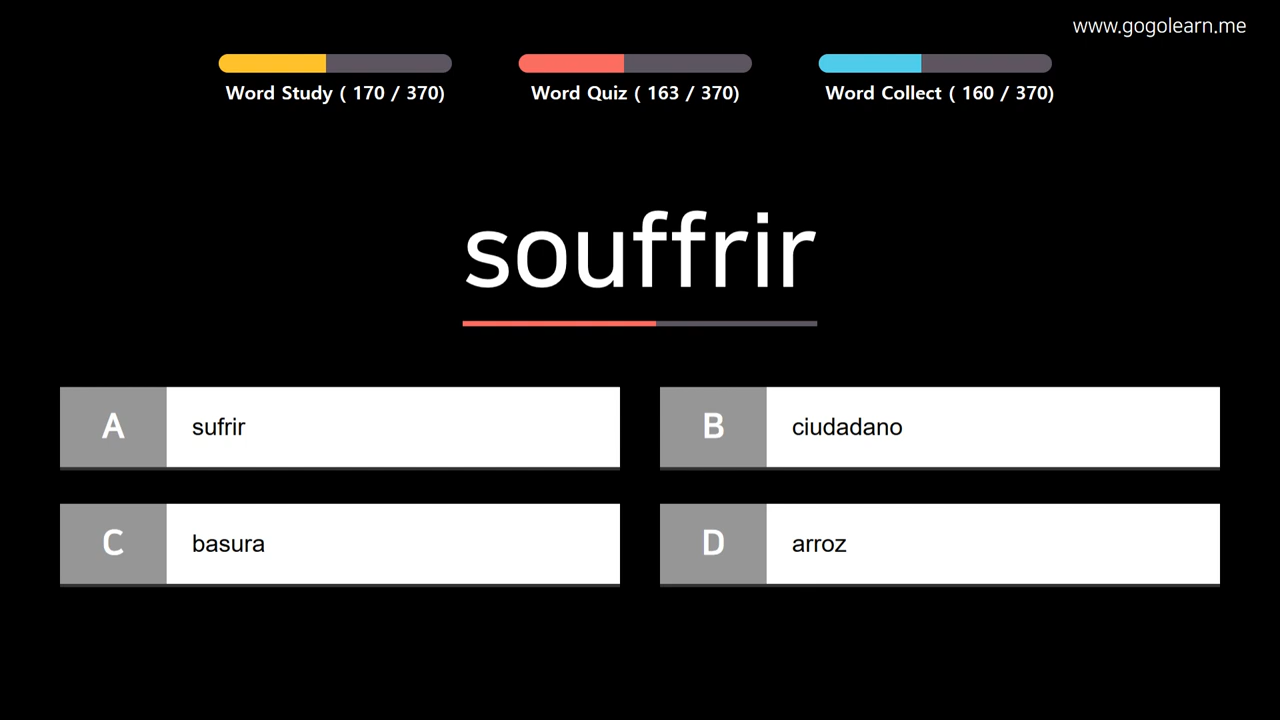 www.gogolearn.me
Word Study ( 170 / 370)
Word Quiz ( 163 / 370)
Word Collect ( 160 / 370)
souffrir
A sufrir
B ciudadano
C basura
D arroz